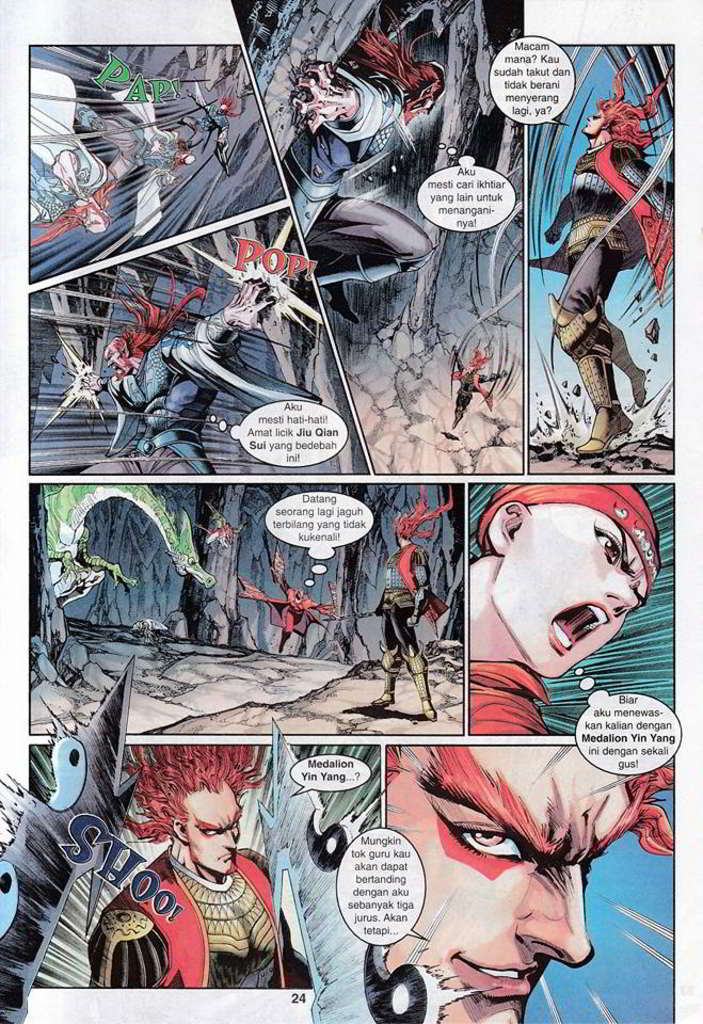 PAP!
Macam
mana? Kau
sudah takut dan
tidak berani
menyerang
lagi, ya?
Aku
mesti cari ikhtiar
yang lain untuk
menangani-
nya!
POP!
Aku
mesti hati-hati!
Amat licik Jiu Qian
Sui yang bedebah
ini!
Datang
seorang lagi jaguh
terbilang yang tidak
kukenali!
Biar
aku menewas-
kan kalian dengan
Medalion Yin Yang
ini dengan sekali
gus!
SHOO!
Medalion
Yin Yang...?
Mungkin
tok guru kau
akan dapat
bertanding
dengan aku
sebanyak tiga
jurus. Akan
tetapi...
24